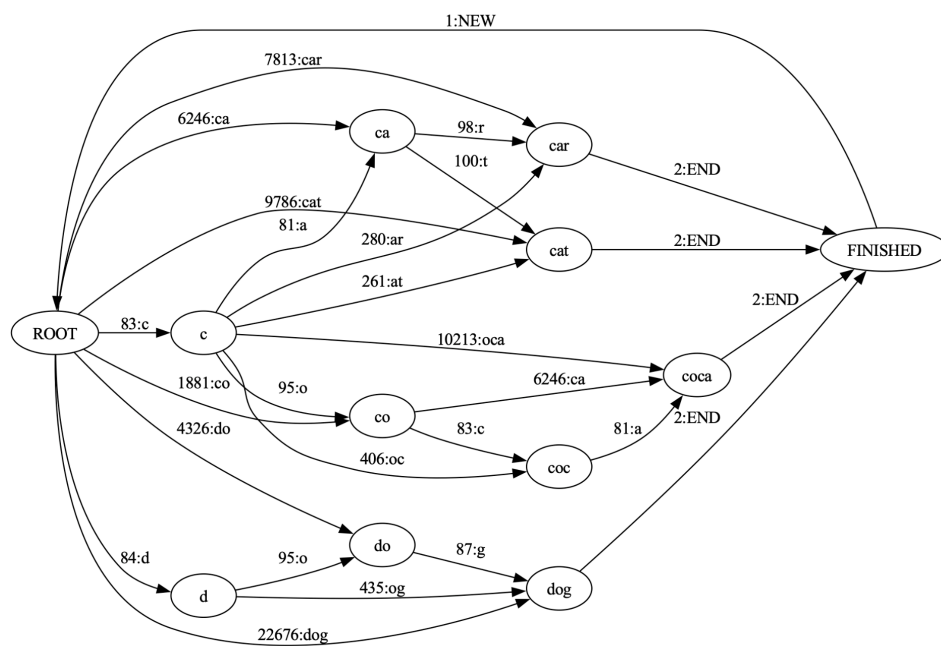 1:NEW
7813:car
6246:ca
ca
98:r
car
100:t
2:END
9786:cat
81:a
280:ar
cat
2:END
FINISHED
261:at
ROOT
83:c
c
10213:oca
2:END
1881:co
95:o
6246:ca
coca
co
4326:do
83:c
81:a
2:END
406:oc
coc
do
84:d
95:o
87:g
d
435:og
dog
22676:dog